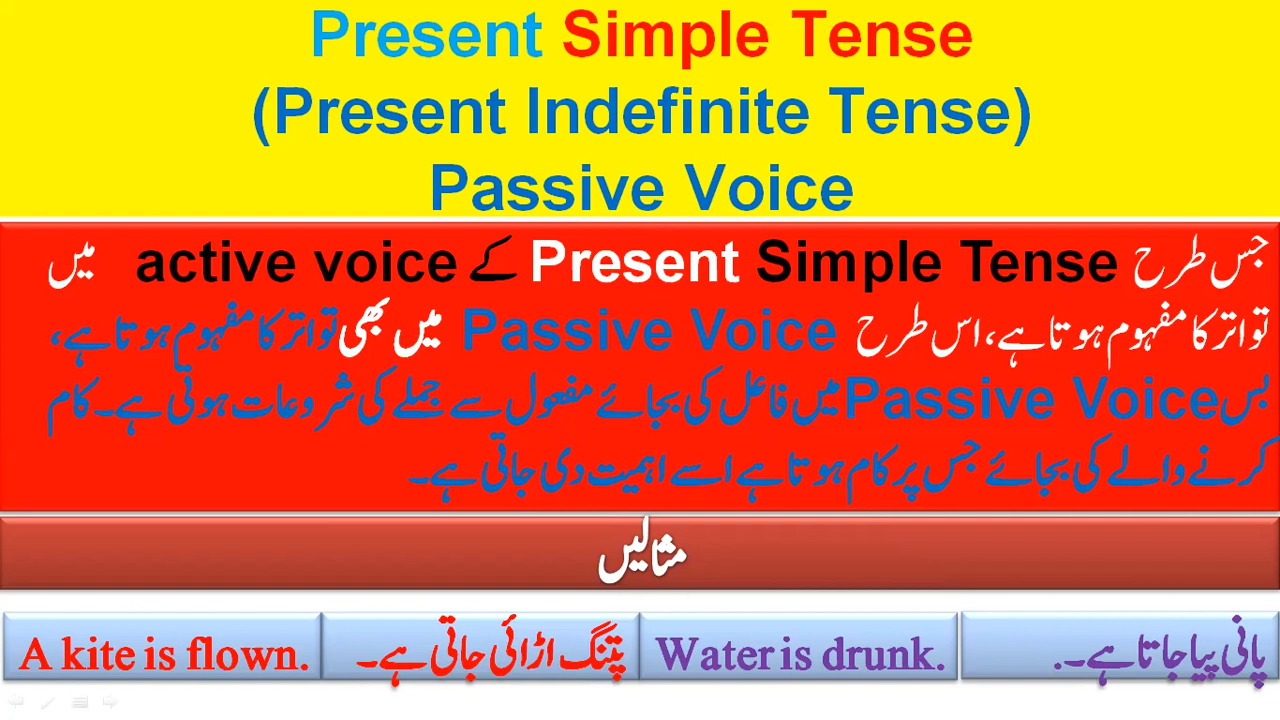 Present Simple Tense
(Present Indefinite Tense)
Passive Voice
جس طرح Present Simple Tense کے active voice میں
تواتر کا مفہوم ہوتا ہے، اس طرح Passive Voice میں بھی تواتر کا مفہوم ہوتا ہے،
بس Passive Voice میں فاعل کی بجائے مفعول سے جملے کی شروعات ہوتی ہے۔ کام
کرنے والے کی بجائے جس پر کام ہوتا ہے اسے اہمیت دی جاتی ہے۔
مثالیں
پانی پیا جاتا ہے۔. Water is drunk. پتنگ اڑائی جاتی ہے۔ A kite is flown.